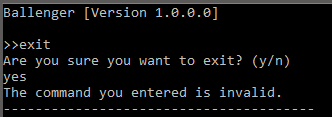 Ballenger [Version 1.0.0.0]
>>exit
Are you sure you want to exit? (y/n)
yes
The command you entered is invalid.
---------------------------------------